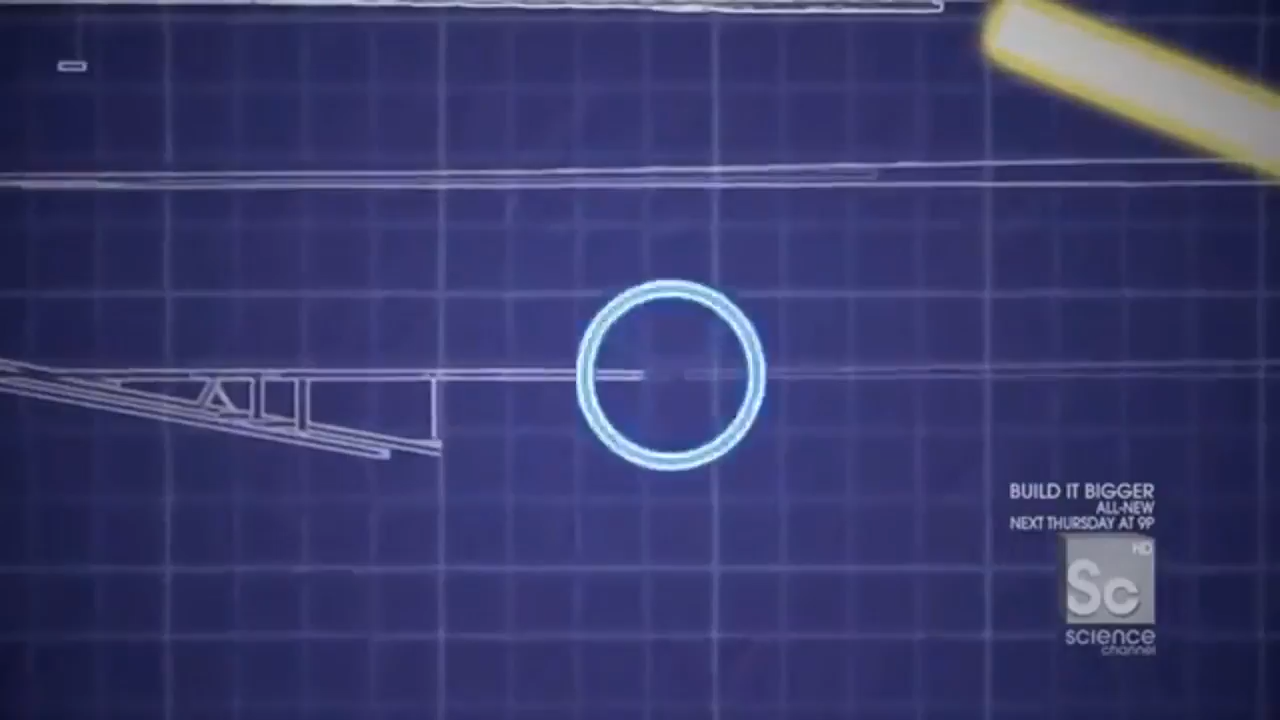 BUILD IT BIGGER
ALL-NEW
NEXT THURSDAY AT 9P
HD
Sc
science
channel